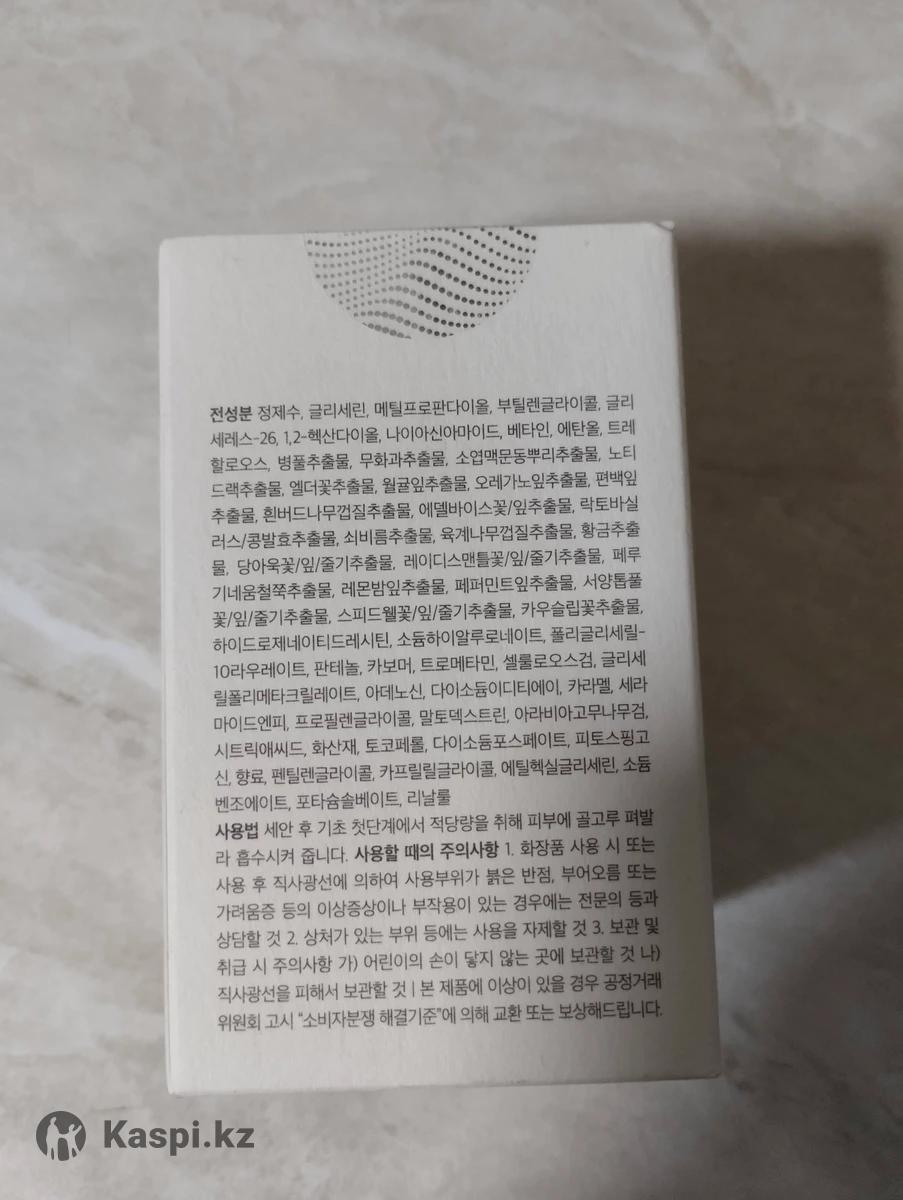 전성분 정제수, 글리세린, 메틸프로판다이올, 부틸렌글라이콜, 글리
세레스-26, 1,2-헥산다이올, 나이아신아마이드, 베타인, 에탄올, 트레
할로오스, 병풀추출물, 무화과추출물, 소엽맥문동뿌리추출물, 노티
드랙추출물, 엘더꽃추출물, 월귤잎추출물, 오레가노잎추출물, 편백잎
추출물, 흰버드나무껍질추출물, 에델바이스꽃/잎추출물, 락토바실
러스/콩발효추출물, 쇠비름추출물, 육계나무껍질추출물, 황금추출
물, 당아욱꽃/잎/줄기추출물, 레이디스맨틀꽃/잎/줄기추출물, 페루
기네움철쭉추출물, 레몬밤잎추출물, 페퍼민트잎추출물, 서양톱풀
꽃/잎/줄기추출물, 스피드웰꽃/잎/줄기추출물, 카우슬립꽃추출물,
하이드로제네이티드레시틴, 소듐하이알루로네이트, 폴리글리세릴-
10라우레이트, 판테놀, 카보머, 트로메타민, 셀룰로오스검, 글리세
릴폴리메타크릴레이트, 아데노신, 다이소듐이디티에이, 카라멜, 세라
마이드엔피, 프로필렌글라이콜, 말토덱스트린, 아라비아고무나무검,
시트릭애씨드, 화산재, 토코페롤, 다이소듐포스페이트, 피토스핑고
신, 향료, 펜틸렌글라이콜, 카프릴릴글라이콜, 에틸헥실글리세린, 소듐
벤조에이트, 포타슘솔베이트, 리날룰
사용법 세안 후 기초 첫단계에서 적당량을 취해 피부에 골고루 펴발
라 흡수시켜 줍니다. 사용할 때의 주의사항 1. 화장품 사용 시 또는
사용 후 직사광선에 의하여 사용부위가 붉은 반점, 부어오름 또는
가려움증 등의 이상증상이나 부작용이 있는 경우에는 전문의 등과
상담할 것 2. 상처가 있는 부위 등에는 사용을 자제할 것 3. 보관 및
취급 시 주의사항 가) 어린이의 손이 닿지 않는 곳에 보관할 것 나)
직사광선을 피해서 보관할 것 | 본 제품에 이상이 있을 경우 공정거래
위원회 고시 "소비자분쟁 해결기준"에 의해 교환 또는 보상해드립니다.
Kaspi.kz